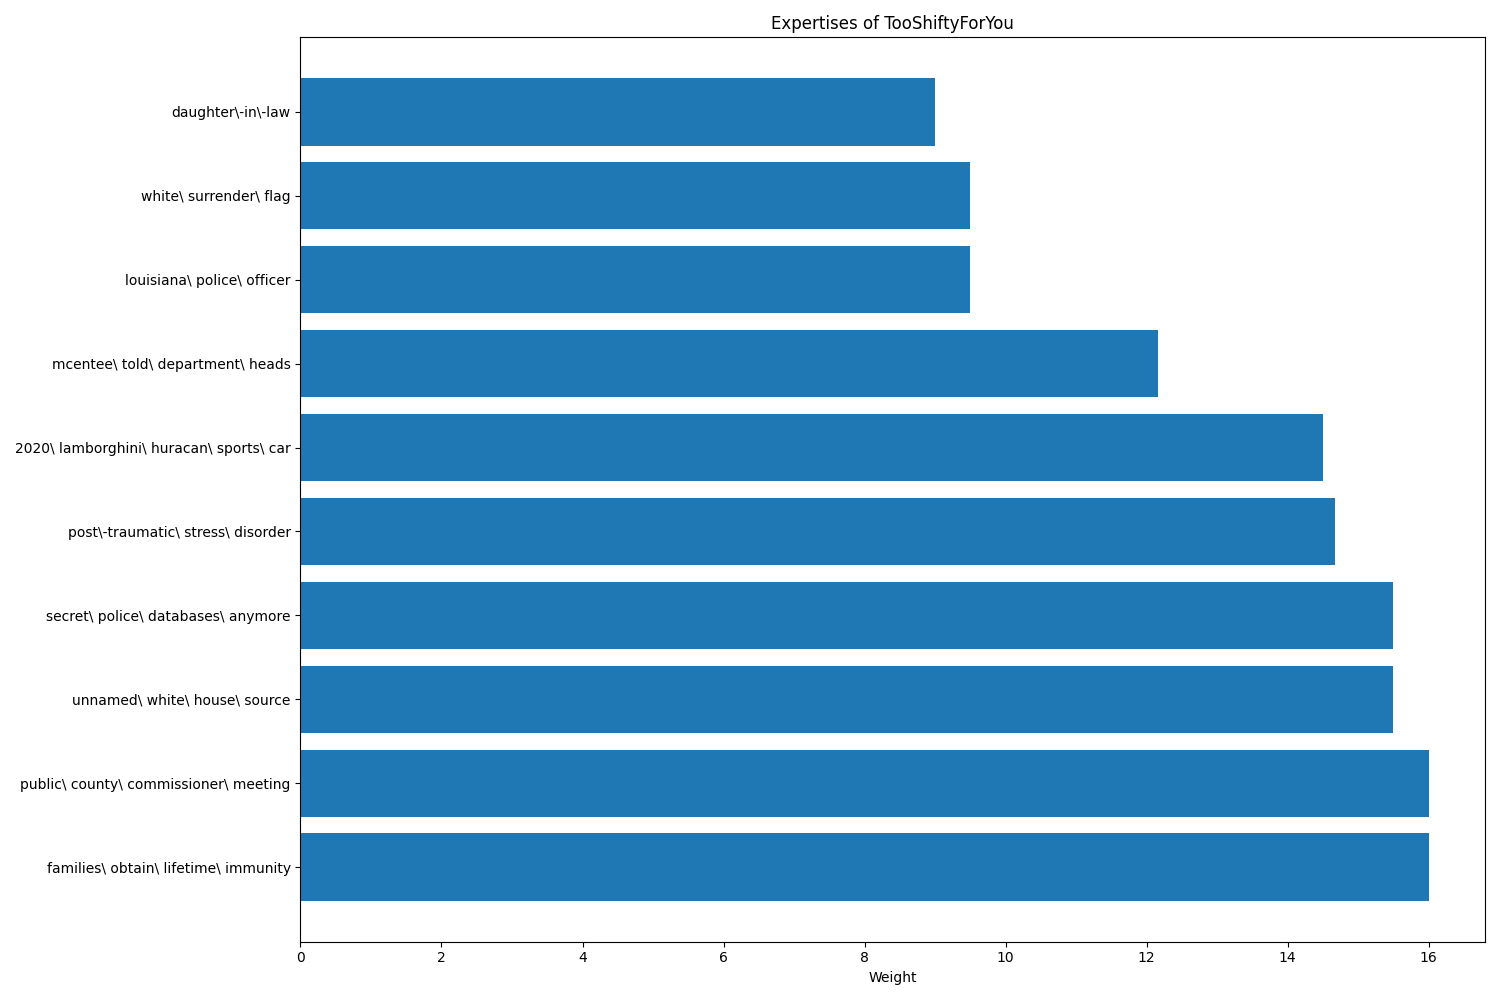 Expertises of TooShiftyForYou
daughter\-in\-law
white\ surrender\ flag
louisiana\ police\ officer
mcentee\ told\ department\ heads
2020\ lamborghini\ huracan\ sports\ car
post\-traumatic\ stress\ disorder
secret\ police\ databases\ anymore
unnamed\ white\ house\ source
public\ county\ commissioner\ meeting
families\ obtain\ lifetime\ immunity
0 2 4 6 8 10 12 14 16
Weight